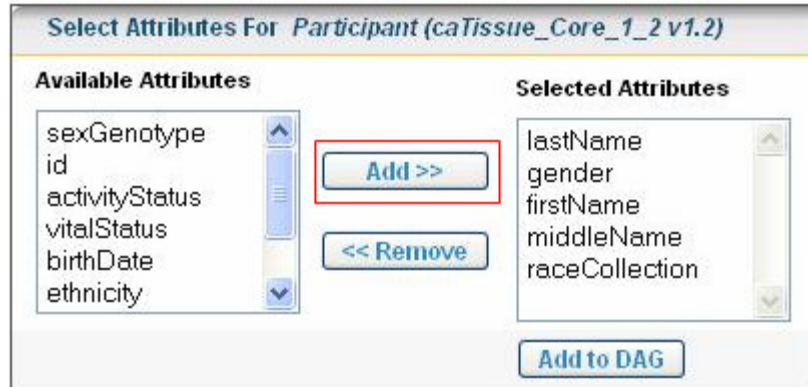 Select Attributes For Participant (caTissue_Core_1_2 v1.2)
Available Attributes
sexGenotype
id
activityStatus
vitalStatus
birthDate
ethnicity
Add >>
<< Remove
Selected Attributes
lastName
gender
firstName
middleName
raceCollection
Add to DAG